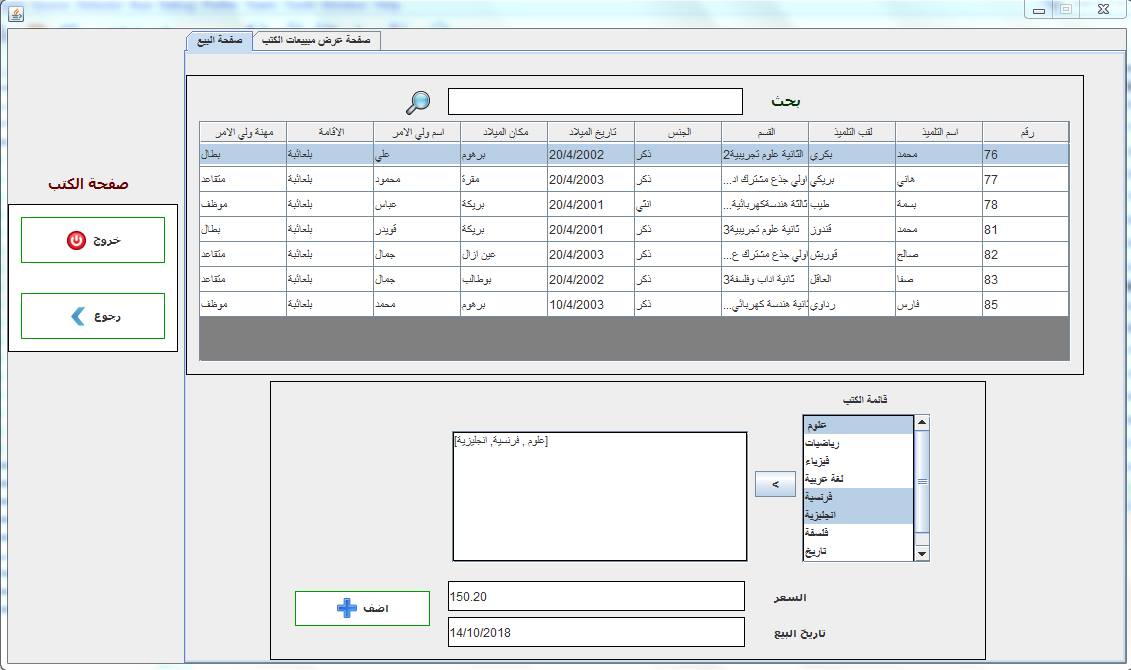 صفحة البيع صفحة عرض مبيعات الكتب
بحث
رقم اسم التلميذ لقب التلميذ القسم الجنس تاريخ الميلاد مكان الميلاد اسم ولي الامر الاقامة مهنة ولي الامر
76 محمد بكري الثانية علوم تجريبية2 ذكر 20/4/2002 برهوم علي بلعائبة بطال
77 هاني بريكي اولي جذع مشترك اد... ذكر 20/4/2003 مقرة محمود بلعائبة متقاعد
78 بسمة طيب ثالثة هندسةكهربائية... انثي 20/4/2001 بريكة عباس بلعائبة موظف
81 محمد قندوز ثانية علوم تجريبية3 ذكر 20/4/2001 بريكة قويدر بلعائبة بطال
82 صالح قوريش اولي جذع مشترك ع... ذكر 20/4/2003 عين ازال جمال بلعائبة متقاعد
83 صفا العاقل ثانية اداب وفلسفة3 ذكر 20/4/2002 بوطالب جمال بلعائبة متقاعد
85 فارس رداوي ثانية هندسة كهربائي... ذكر 10/4/2003 برهوم محمد بلعائبة موظف
صفحة الكتب
خروج
رجوع
قائمة الكتب
علوم
رياضيات
فيزياء
لغة عربية
فرنسية
انجليزية
فلسفة
تاريخ
<
[علوم , فرنسية, انجليزية]
السعر 150.20
تاريخ البيع 14/10/2018
اضف